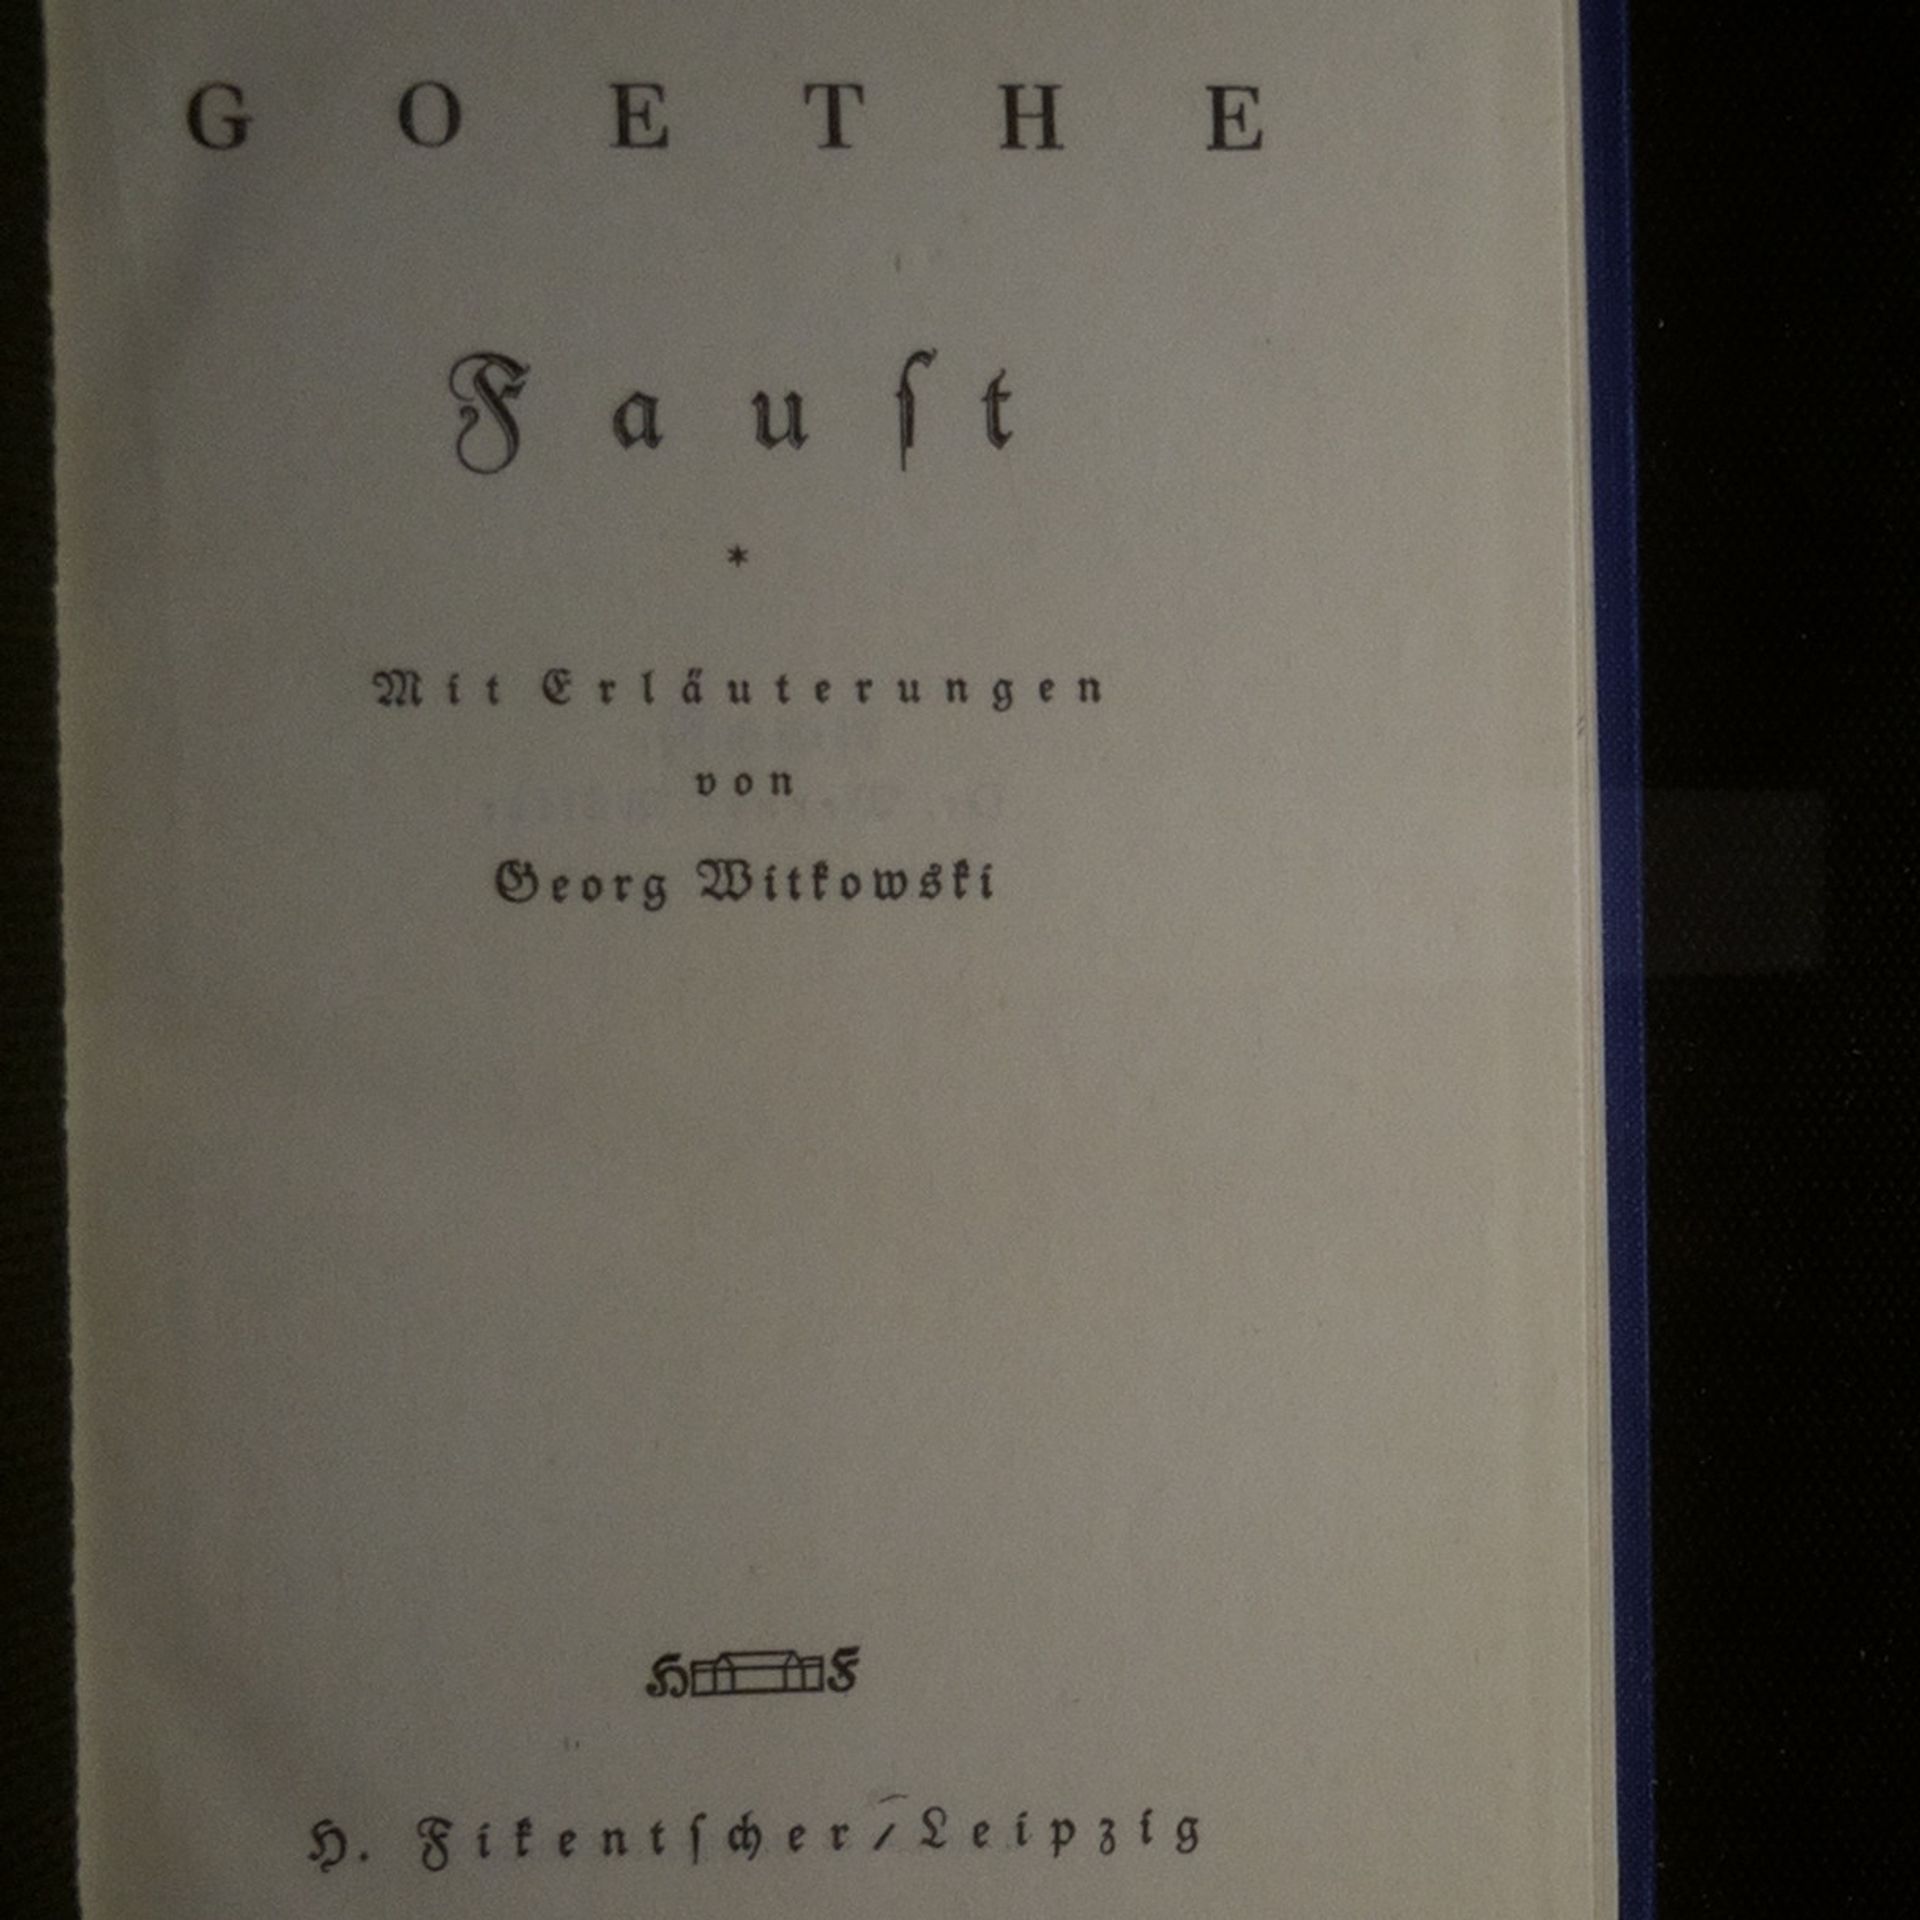 GOETHE
Fauſt
*
Mit Erläuterungen
von
Georg Witkowski
H F
H. Fikentſcher / Leipzig